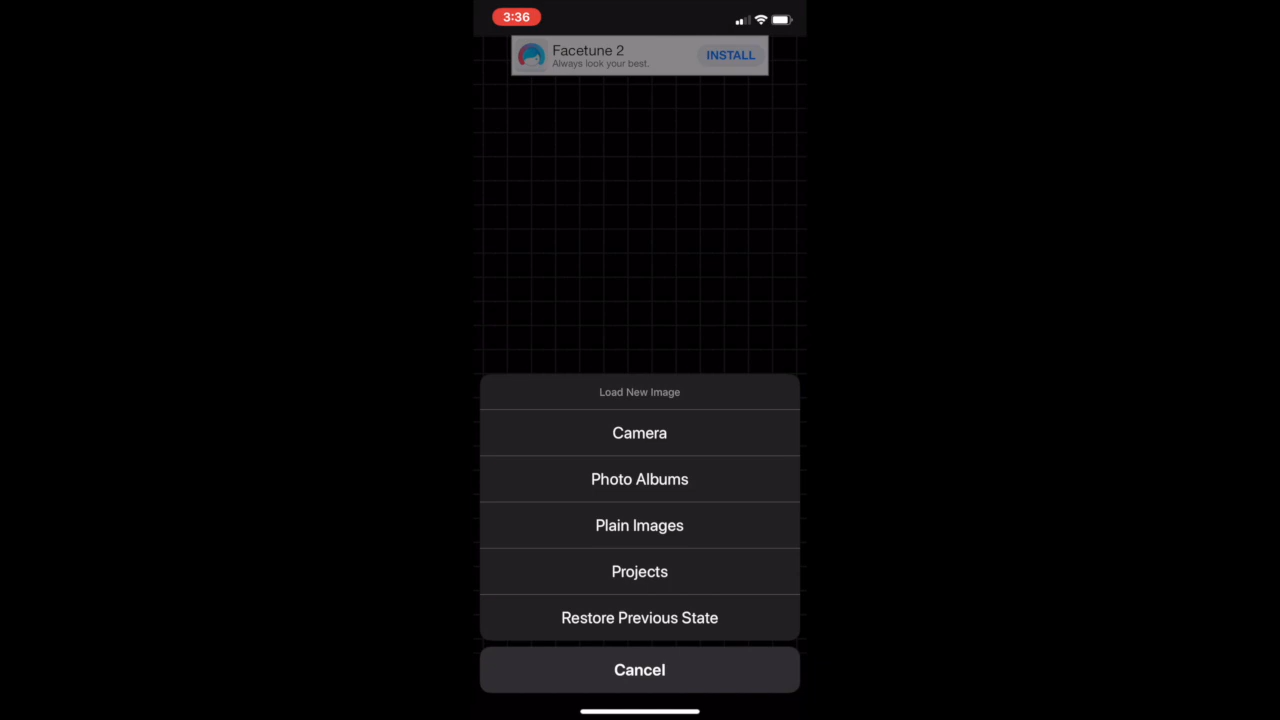 3:36
Facetune 2
Always look your best.
INSTALL
Load New Image
Camera
Photo Albums
Plain Images
Projects
Restore Previous State
Cancel